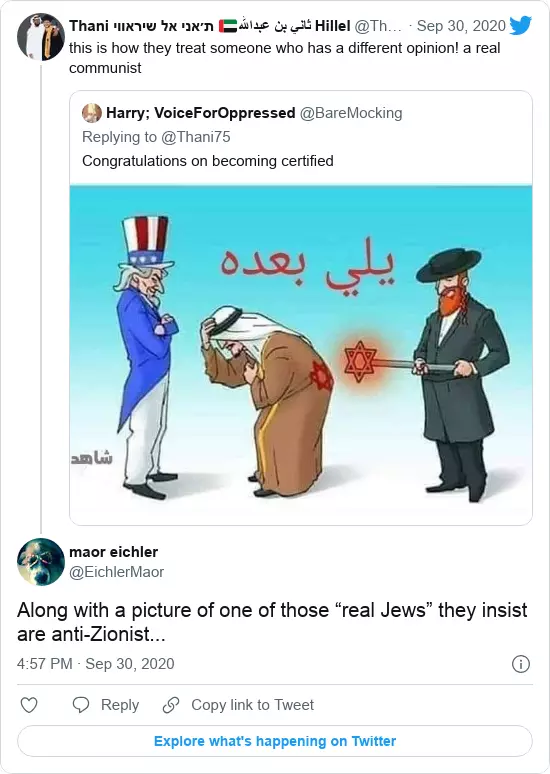 Thani ת׳אני אל שיראווי 🇦🇪ثاني بن عبدالله Hillel @Th... · Sep 30, 2020
this is how they treat someone who has a different opinion! a real
communist
Harry; VoiceForOppressed @BareMocking
Replying to @Thani75
Congratulations on becoming certified
يلي بعده
شاهد
maor eichler
@EichlerMaor
Along with a picture of one of those “real Jews” they insist
are anti-Zionist...
4:57 PM · Sep 30, 2020
Reply
Copy link to Tweet
Explore what's happening on Twitter